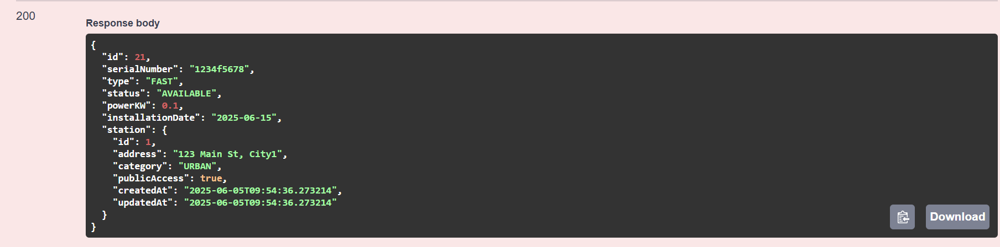 200
Response body
{
  "id": 21,
  "serialNumber": "1234f5678",
  "type": "FAST",
  "status": "AVAILABLE",
  "powerKW": 0.1,
  "installationDate": "2025-06-15",
  "station": {
    "id": 1,
    "address": "123 Main St, City1",
    "category": "URBAN",
    "publicAccess": true,
    "createdAt": "2025-06-05T09:54:36.273214",
    "updatedAt": "2025-06-05T09:54:36.273214"
  }
}
Download